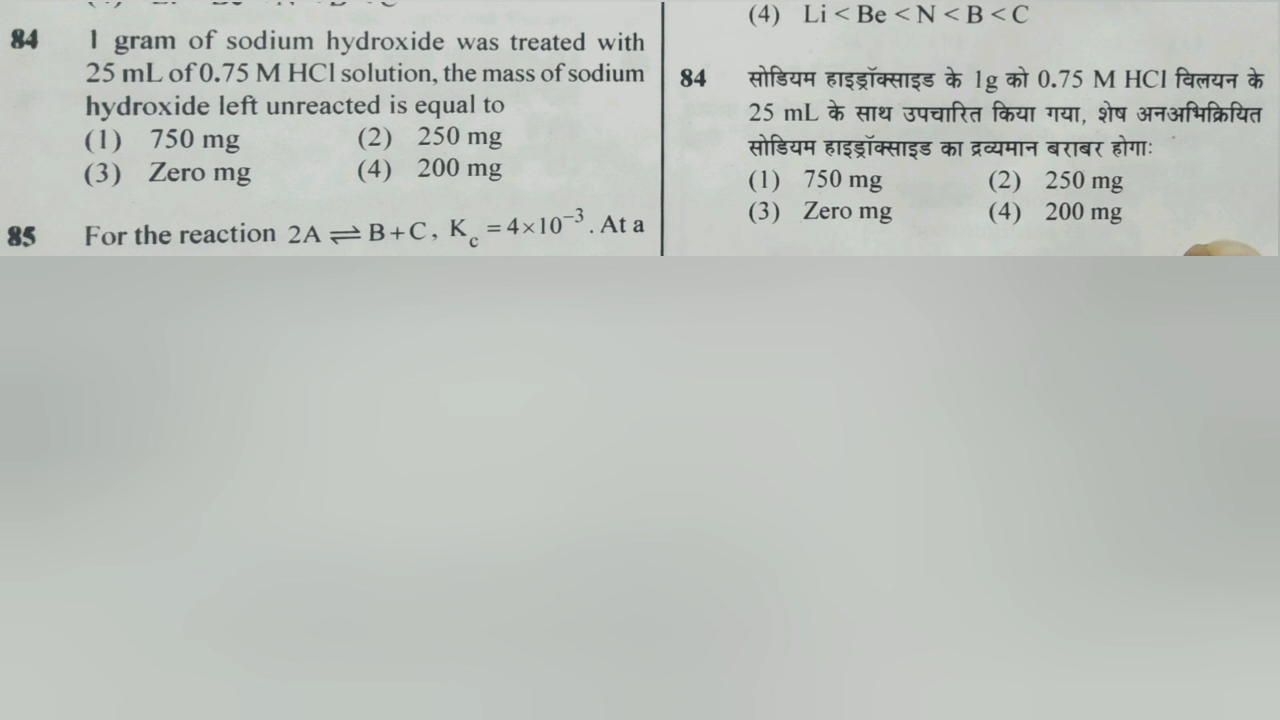 84 1 gram of sodium hydroxide was treated with
25 mL of 0.75 M HCl solution, the mass of sodium
hydroxide left unreacted is equal to
(1) 750 mg (2) 250 mg
(3) Zero mg (4) 200 mg
85 For the reaction 2A ⇌ B+C, K_c = 4×10⁻³. At a
(4) Li < Be < N < B < C
84 सोडियम हाइड्रॉक्साइड के 1g को 0.75 M HCl विलयन के
25 mL के साथ उपचारित किया गया, शेष अनअभिक्रियित
सोडियम हाइड्रॉक्साइड का द्रव्यमान बराबर होगाः
(1) 750 mg (2) 250 mg
(3) Zero mg (4) 200 mg